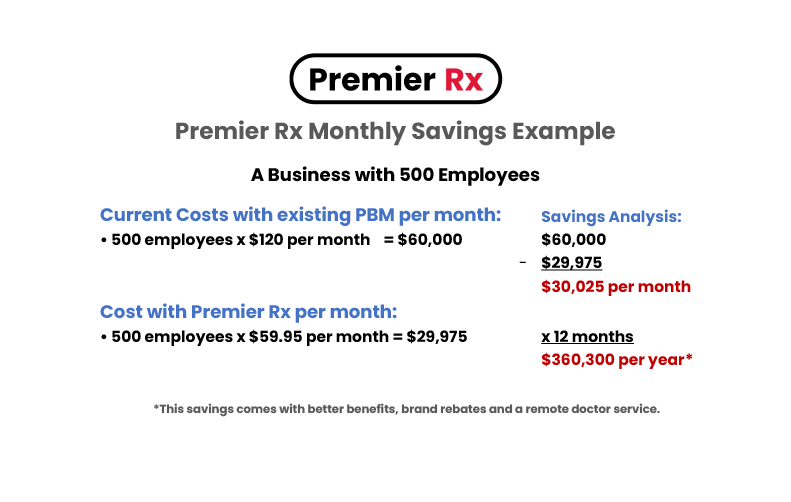 Premier Rx
Premier Rx Monthly Savings Example
A Business with 500 Employees
Current Costs with existing PBM per month:
• 500 employees x $120 per month = $60,000
Savings Analysis:
$60,000
- $29,975
$30,025 per month
Cost with Premier Rx per month:
• 500 employees x $59.95 per month = $29,975
x 12 months
$360,300 per year*
*This savings comes with better benefits, brand rebates and a remote doctor service.